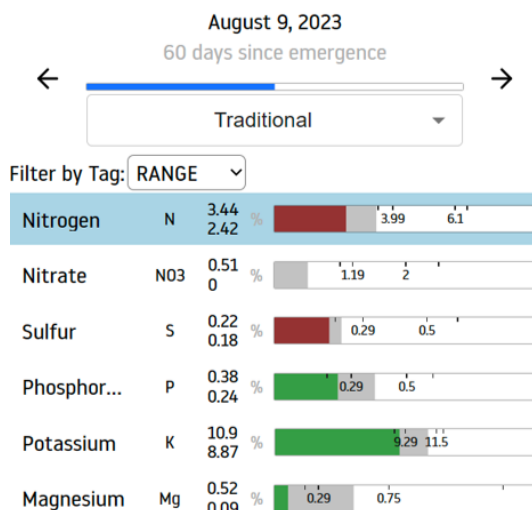 August 9, 2023
60 days since emergence
Traditional
Filter by Tag: RANGE
Nitrogen N 3.44 2.42 % 3.99 6.1
Nitrate NO3 0.51 0 % 1.19 2
Sulfur S 0.22 0.18 % 0.29 0.5
Phosphor... P 0.38 0.24 % 0.29 0.5
Potassium K 10.9 8.87 % 9.29 11.5
Magnesium Mg 0.52 0.09 % 0.29 0.75